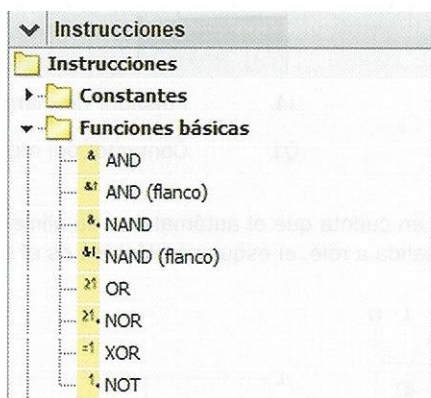 Instrucciones
Instrucciones
Constantes
Funciones básicas
& AND
&↑ AND (flanco)
& NAND
&↓ NAND (flanco)
≥1 OR
≥1 NOR
=1 XOR
1 NOT